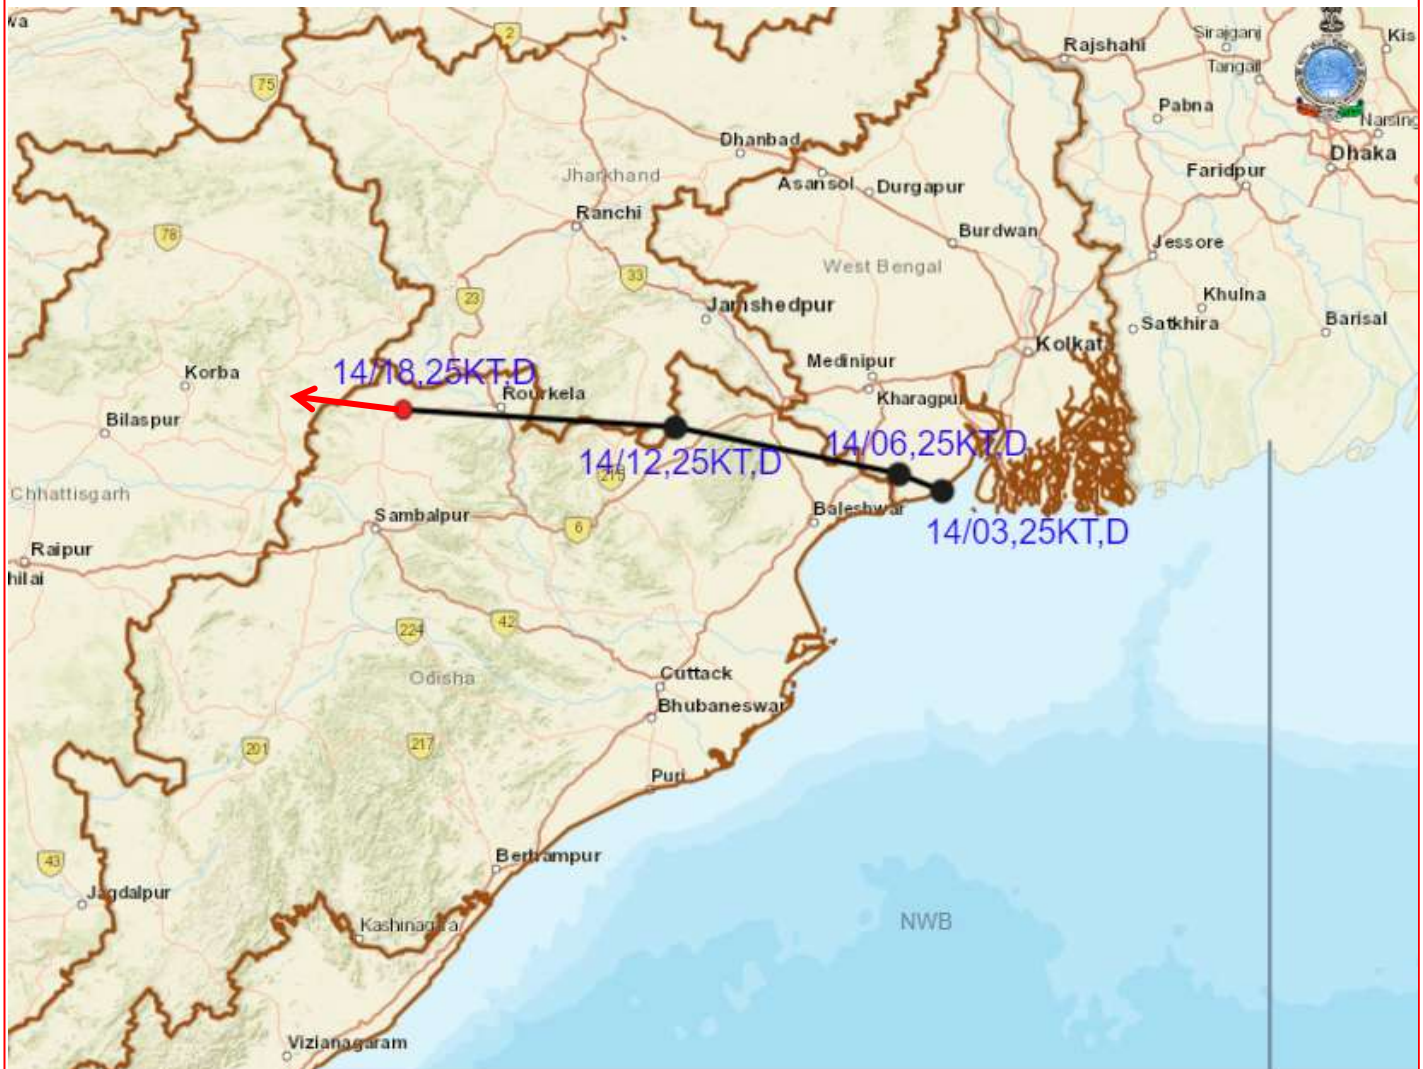 wa
2
Rajshahi
Sirajganj
Kis
Tangail
75
Pabna
Narsing
Dhanbad
Dhaka
Jharkhand
Asansol
Durgapur
Faridpur
Ranchi
78
Burdwan
Jessore
West Bengal
33
23
Jamshedpur
Khulna
Satkhira
Barisal
Kolkata
Medinipur
Korba
14/18,25KT,D
Rourkela
Kharagpur
Bilaspur
14/06,25KT,D
14/12,25KT,D
215
Chhattisgarh
Baleshwar
Sambalpur
6
14/03,25KT,D
Raipur
hilai
42
224
Odisha
Cuttack
Bhubaneswar
201
217
Puri
43
Berhampur
Jagdalpur
Kashinagara
NWB
Vizianagaram